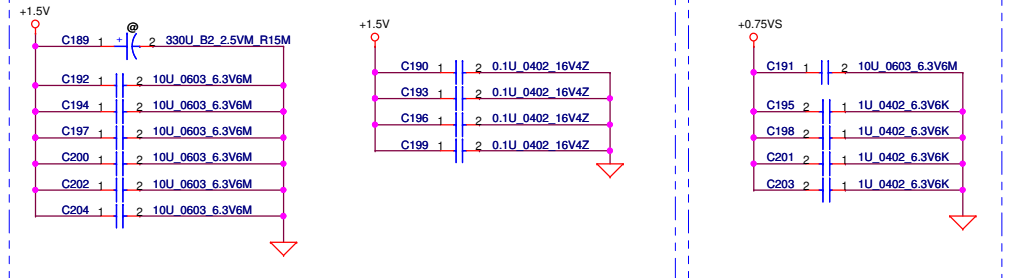 +1.5V
@
C189 1 + 2 330U_B2_2.5VM_R15M
C192 1 2 10U_0603_6.3V6M
C194 1 2 10U_0603_6.3V6M
C197 1 2 10U_0603_6.3V6M
C200 1 2 10U_0603_6.3V6M
C202 1 2 10U_0603_6.3V6M
C204 1 2 10U_0603_6.3V6M
+1.5V
C190 1 2 0.1U_0402_16V4Z
C193 1 2 0.1U_0402_16V4Z
C196 1 2 0.1U_0402_16V4Z
C199 1 2 0.1U_0402_16V4Z
+0.75VS
C191 1 2 10U_0603_6.3V6M
C195 2 1 1U_0402_6.3V6K
C198 2 1 1U_0402_6.3V6K
C201 2 1 1U_0402_6.3V6K
C203 2 1 1U_0402_6.3V6K